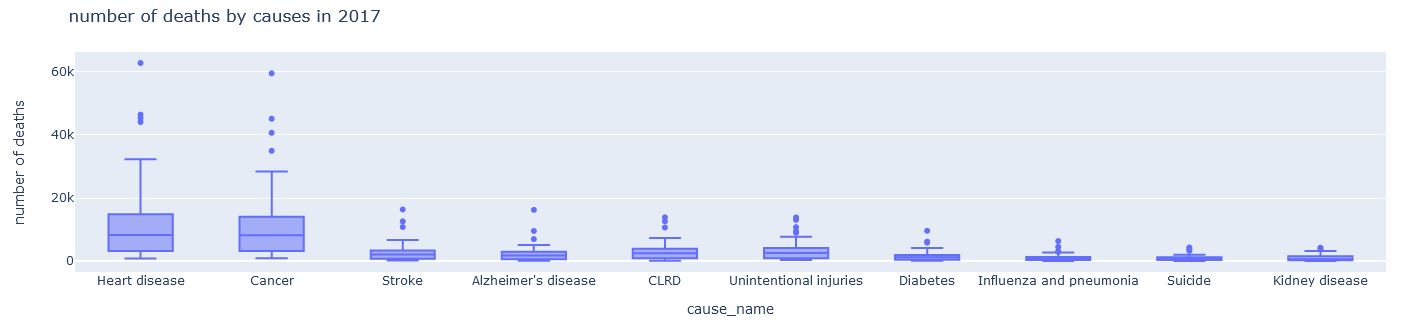 number of deaths by causes in 2017
number of deaths
60k
40k
20k
0
Heart disease Cancer Stroke Alzheimer's disease CLRD Unintentional injuries Diabetes Influenza and pneumonia Suicide Kidney disease
cause_name